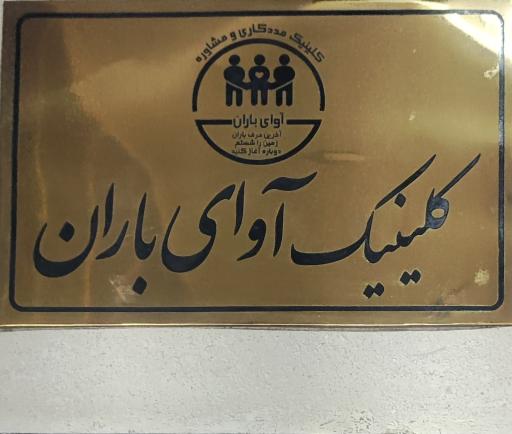 کلینیک مددکاری و مشاوره
آوای باران
آخرین حرف باران
زمین را شستم
دوباره آغاز کنید
کلینیک آوای باران